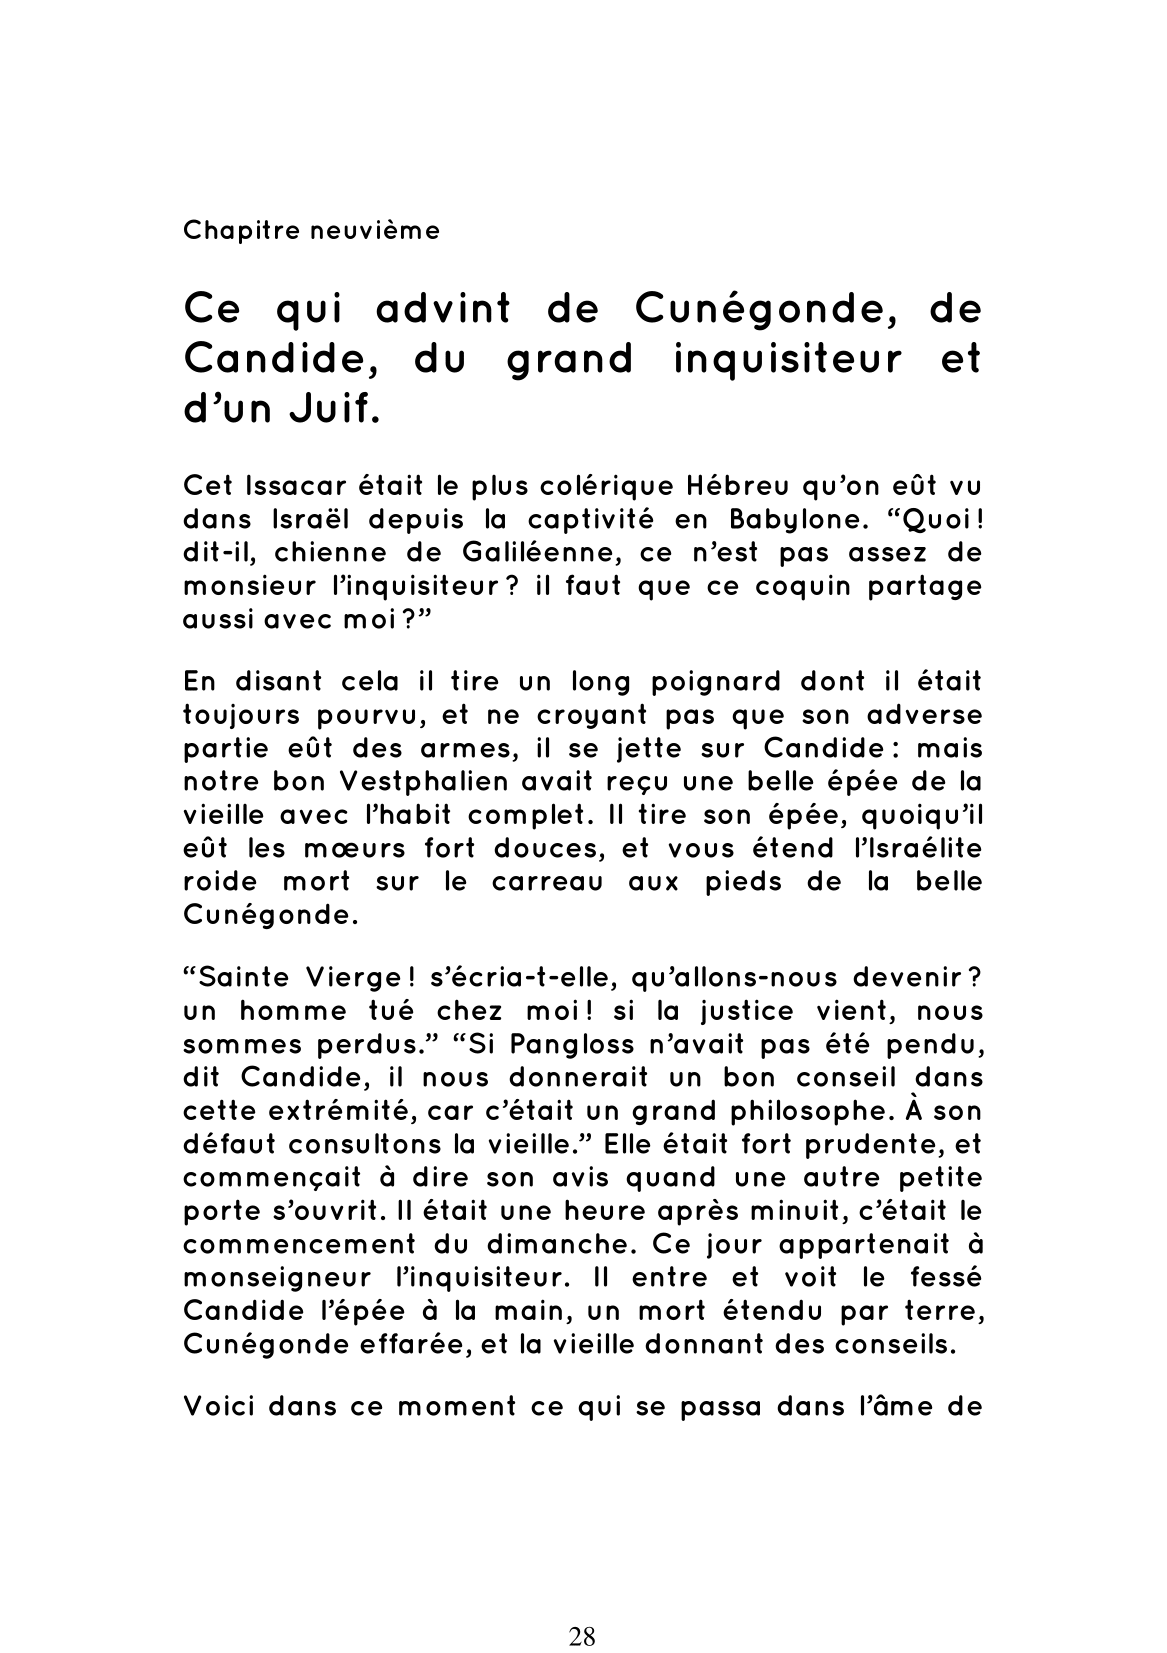 Chapitre neuvième
Ce qui advint de Cunégonde, de
Candide, du grand inquisiteur et
d’un Juif.
Cet Issacar était le plus colérique Hébreu qu’on eût vu
dans Israël depuis la captivité en Babylone. “Quoi !
dit-il, chienne de Galiléenne, ce n’est pas assez de
monsieur l’inquisiteur ? il faut que ce coquin partage
aussi avec moi ?”
En disant cela il tire un long poignard dont il était
toujours pourvu, et ne croyant pas que son adverse
partie eût des armes, il se jette sur Candide : mais
notre bon Vestphalien avait reçu une belle épée de la
vieille avec l’habit complet. Il tire son épée, quoiqu’il
eût les mœurs fort douces, et vous étend l’Israélite
roide mort sur le carreau aux pieds de la belle
Cunégonde.
“Sainte Vierge ! s’écria-t-elle, qu’allons-nous devenir ?
un homme tué chez moi ! si la justice vient, nous
sommes perdus.” “Si Pangloss n’avait pas été pendu,
dit Candide, il nous donnerait un bon conseil dans
cette extrémité, car c’était un grand philosophe. À son
défaut consultons la vieille.” Elle était fort prudente, et
commençait à dire son avis quand une autre petite
porte s’ouvrit. Il était une heure après minuit, c’était le
commencement du dimanche. Ce jour appartenait à
monseigneur l’inquisiteur. Il entre et voit le fessé
Candide l’épée à la main, un mort étendu par terre,
Cunégonde effarée, et la vieille donnant des conseils.
Voici dans ce moment ce qui se passa dans l’âme de
28